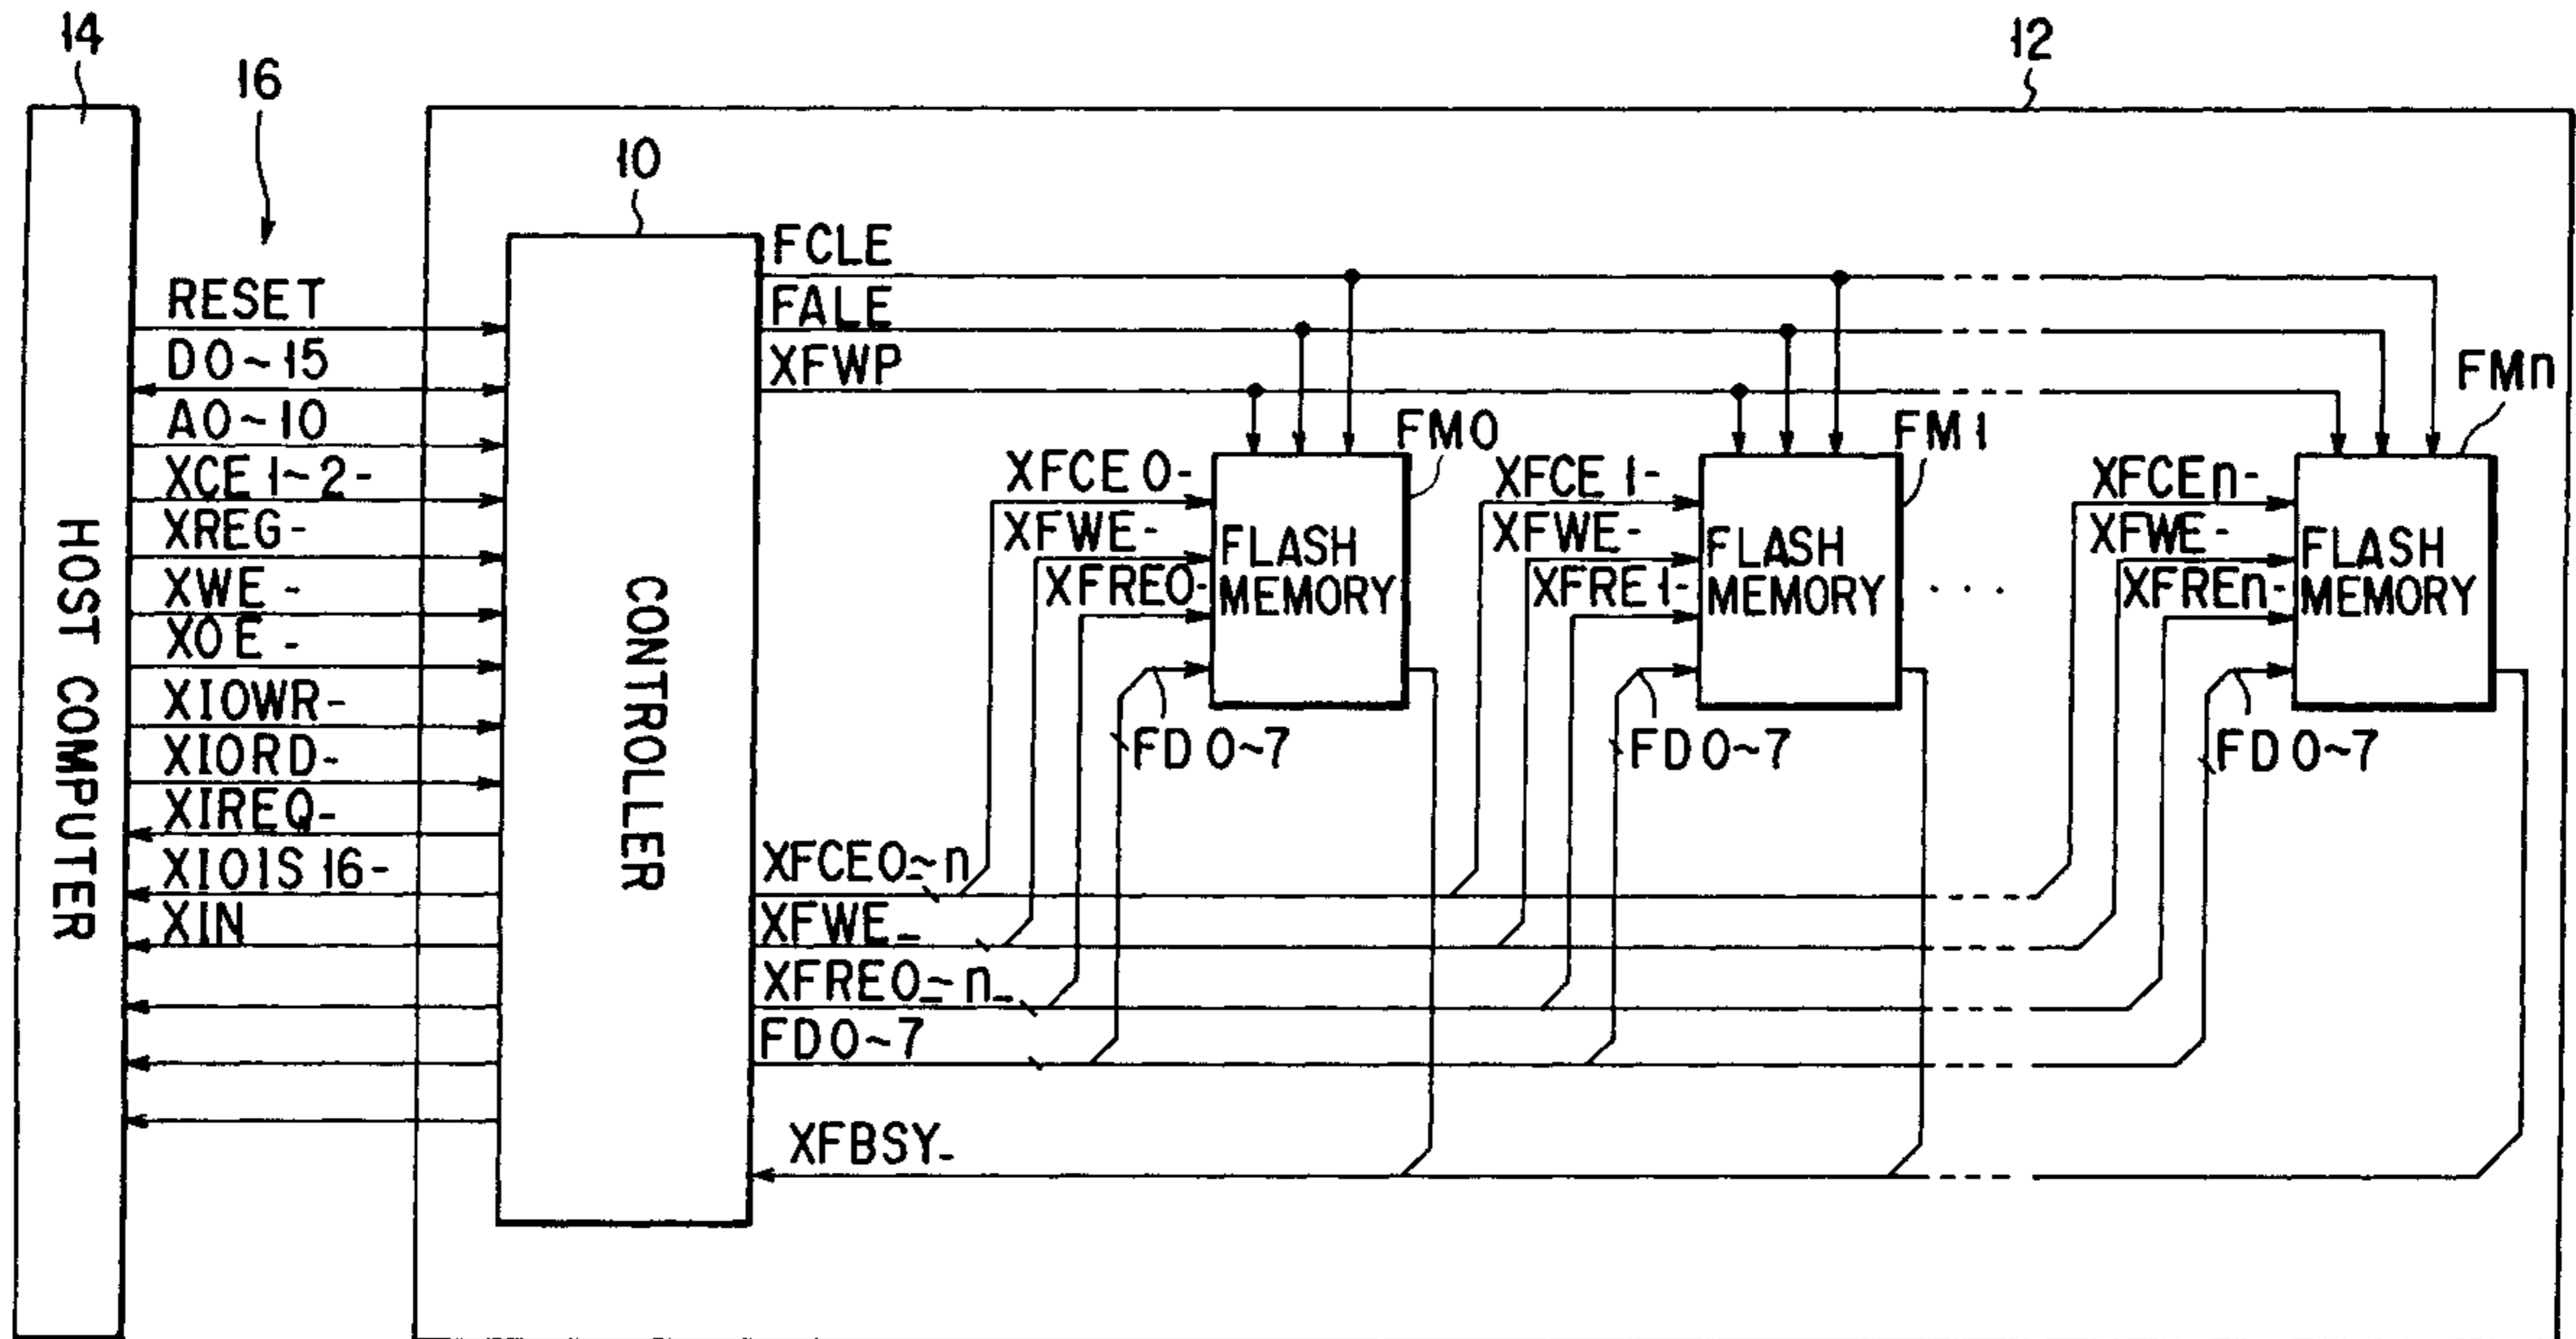 14
16
12
10
HOST COMPUTER
RESET
D0~15
A0~10
XCE1~2-
XREG-
XWE-
XOE-
XIOWR-
XIORD-
XIREQ-
XIOIS16-
XIN
CONTROLLER
FCLE
FALE
XFWP
FM0
XFCE0-
XFWE-
XFRE0-
FLASH
MEMORY
FD0~7
FM1
XFCE1-
XFWE-
XFRE1-
FLASH
MEMORY
FD0~7
. . .
FMn
XFCEn-
XFWE-
XFREn-
FLASH
MEMORY
FD0~7
XFCE0-~n
XFWE-
XFRE0-~n-
FD0~7
XFBSY-